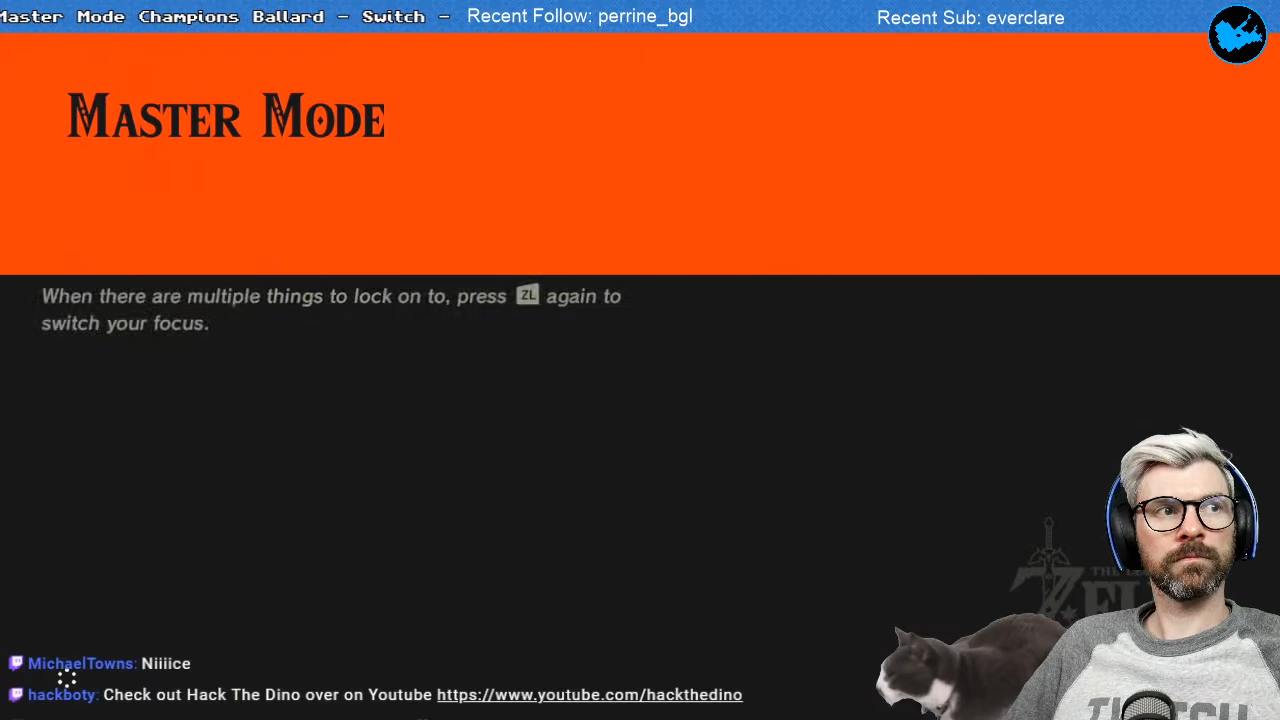 Master Mode Champions Ballard - Switch -
Recent Follow: perrine_bgl
Recent Sub: everclare
MASTER MODE
When there are multiple things to lock on to, press ZL again to
switch your focus.
THE
ZEL
MichaelTowns: Niiiice
hackboty: Check out Hack The Dino over on Youtube https://www.youtube.com/hackthedino